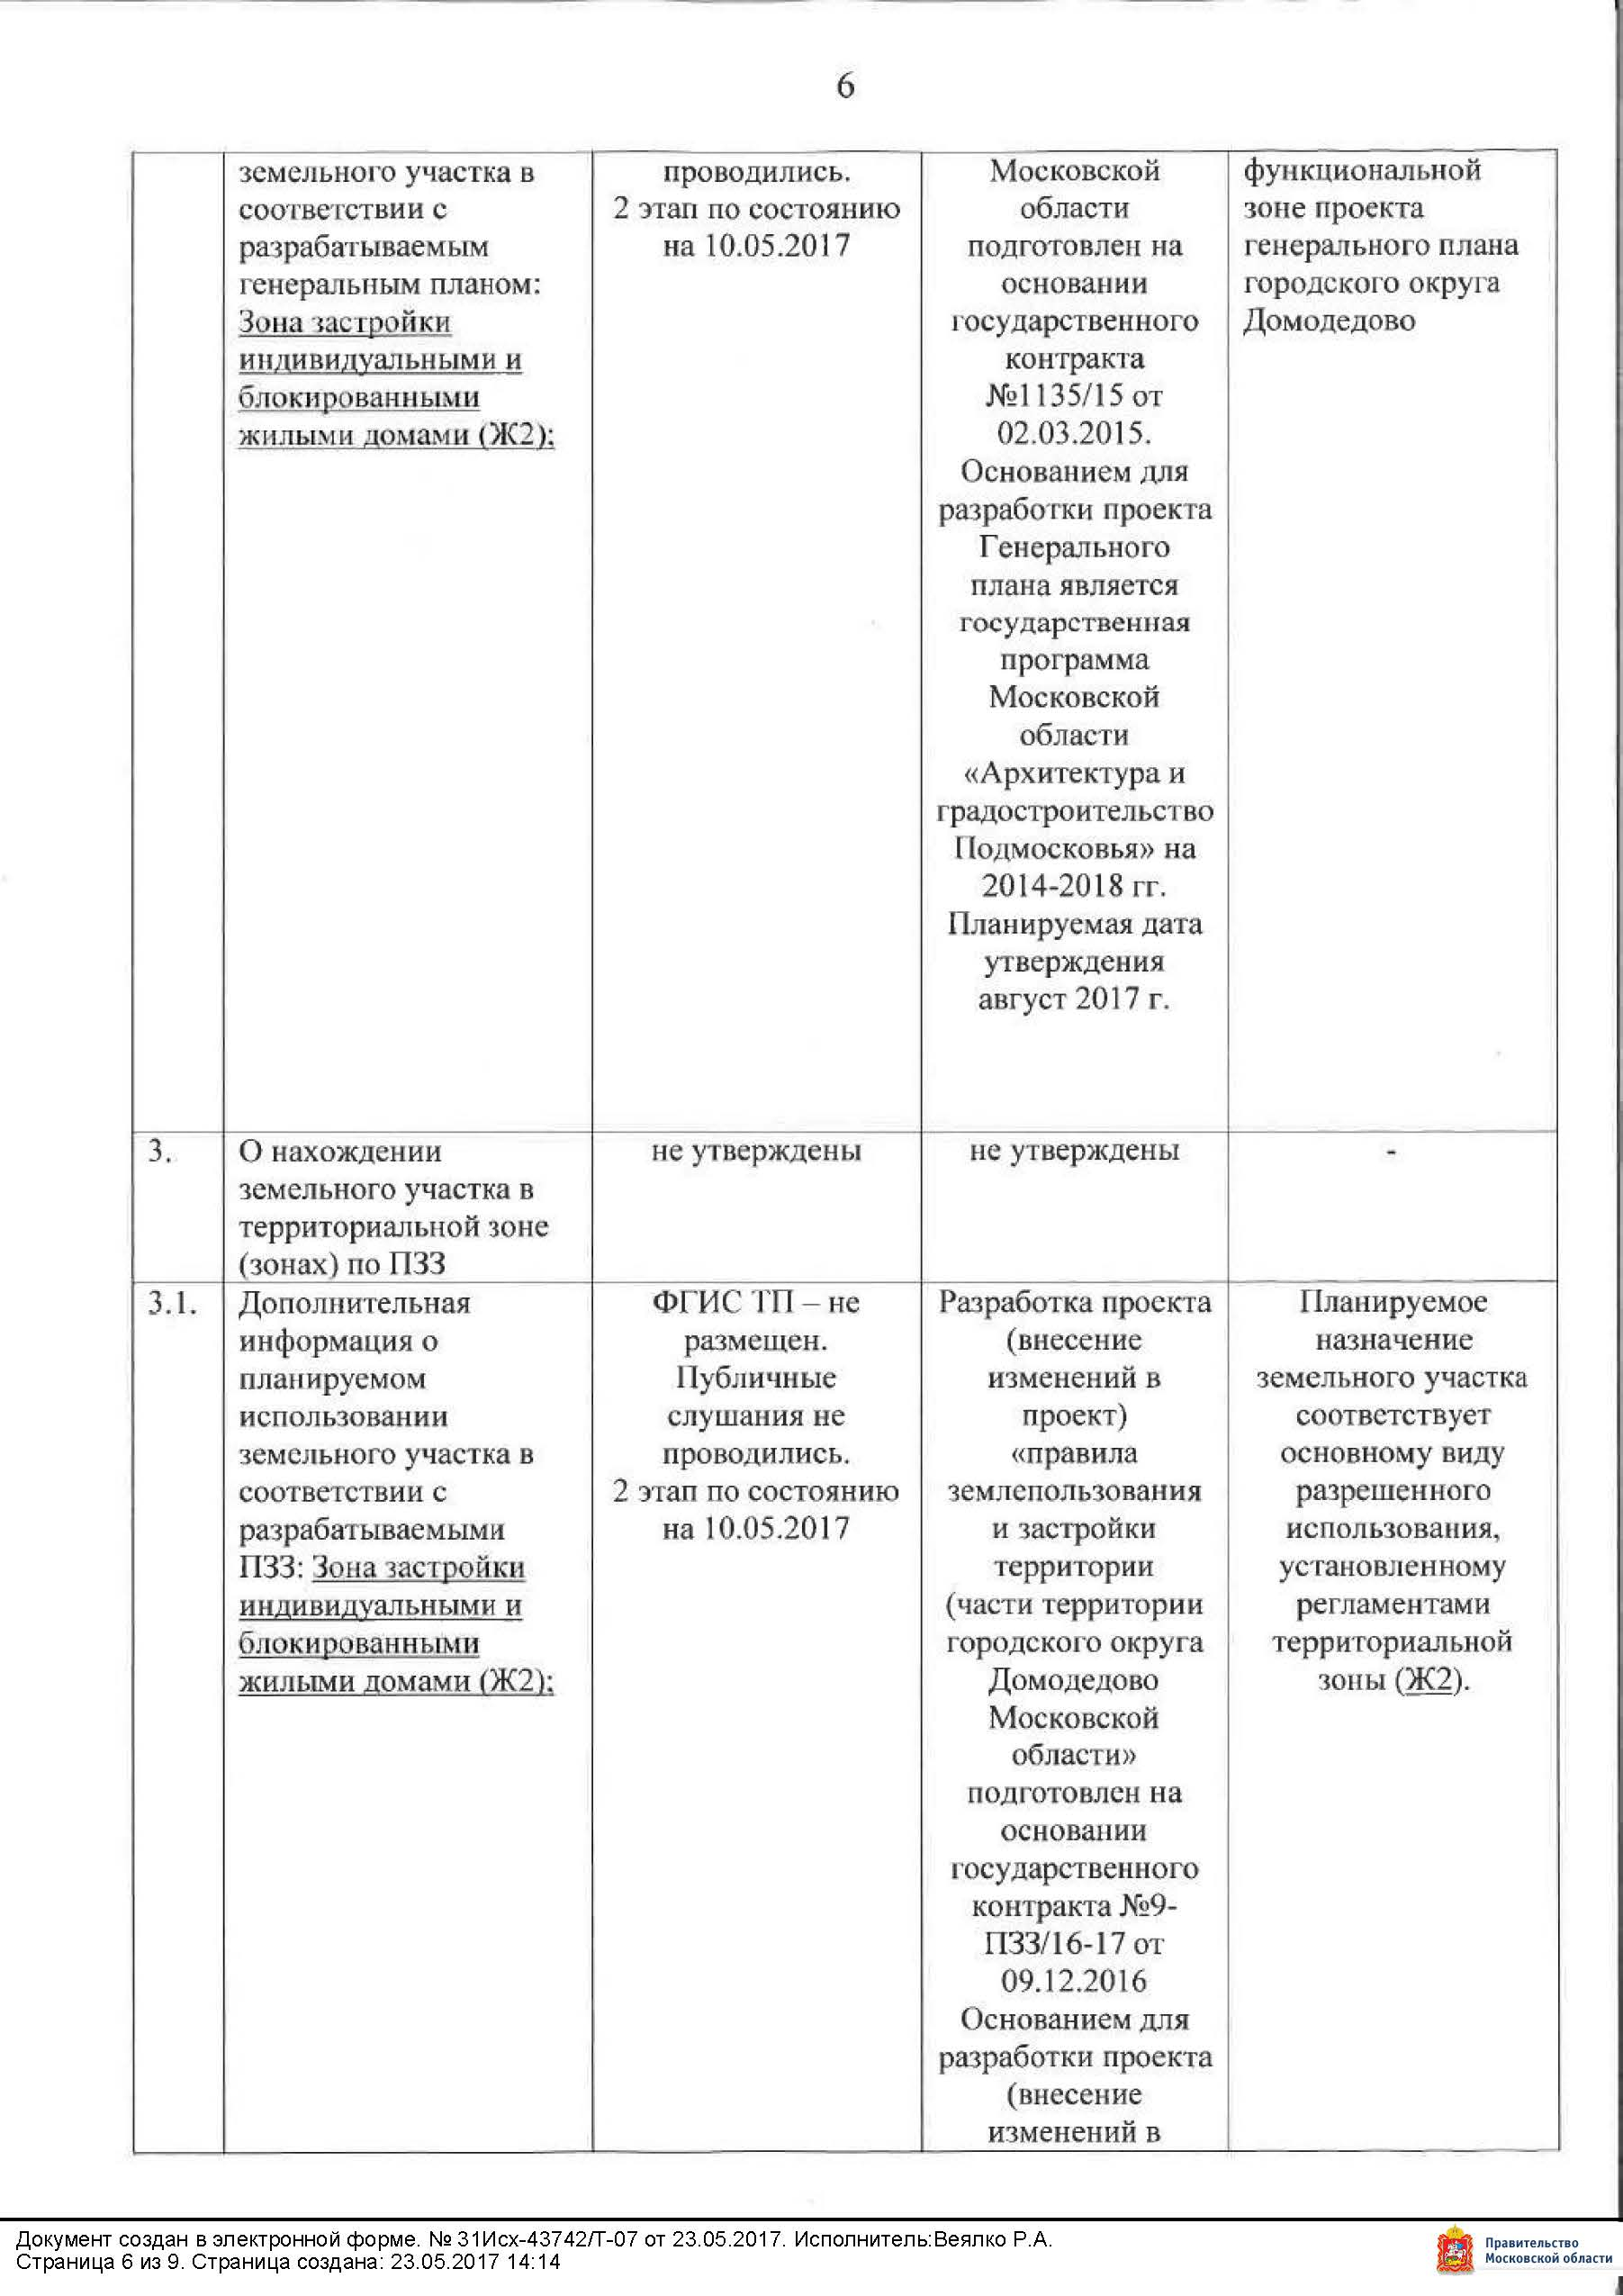 6
земельного участка в
соответствии с
разрабатываемым
генеральным планом:
Зона застройки
индивидуальными и
блокированными
жилыми домами (Ж2);
проводились.
2 этап по состоянию
на 10.05.2017
Московской
области
подготовлен на
основании
государственного
контракта
№1135/15 от
02.03.2015.
Основанием для
разработки проекта
Генерального
плана является
государственная
программа
Московской
области
«Архитектура и
градостроительство
Подмосковья» на
2014-2018 гг.
Планируемая дата
утверждения
август 2017 г.
функциональной
зоне проекта
генерального плана
городского округа
Домодедово
3.
О нахождении
земельного участка в
территориальной зоне
(зонах) по ПЗЗ
не утверждены
не утверждены
-
3.1.
Дополнительная
информация о
планируемом
использовании
земельного участка в
соответствии с
разрабатываемыми
ПЗЗ: Зона застройки
индивидуальными и
блокированными
жилыми домами (Ж2);
ФГИС ТП – не
размещен.
Публичные
слушания не
проводились.
2 этап по состоянию
на 10.05.2017
Разработка проекта
(внесение
изменений в
проект)
«правила
землепользования
и застройки
территории
(части территории
городского округа
Домодедово
Московской
области»
подготовлен на
основании
государственного
контракта №9-
ПЗЗ/16-17 от
09.12.2016
Основанием для
разработки проекта
(внесение
изменений в
Планируемое
назначение
земельного участка
соответствует
основному виду
разрешенного
использования,
установленному
регламентами
территориальной
зоны (Ж2).
Документ создан в электронной форме. № 31Исх-43742/Т-07 от 23.05.2017. Исполнитель:Веялко Р.А.
Страница 6 из 9. Страница создана: 23.05.2017 14:14
Правительство
Московской области